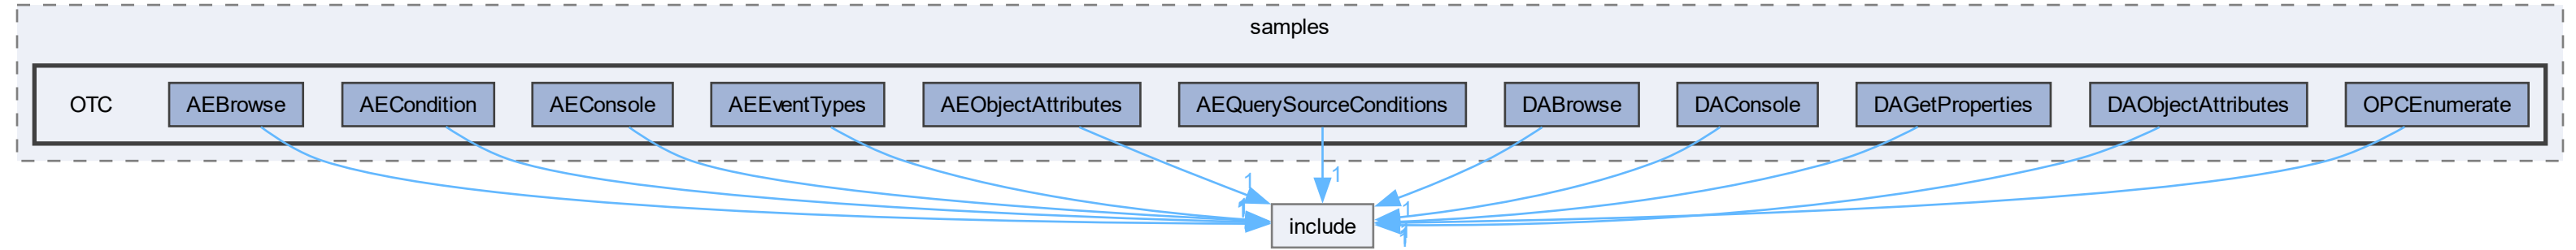 samples
OTC AEBrowse AECondition AEConsole AEEventTypes AEObjectAttributes AEQuerySourceConditions DABrowse DAConsole DAGetProperties DAObjectAttributes OPCEnumerate
1 1 1
include